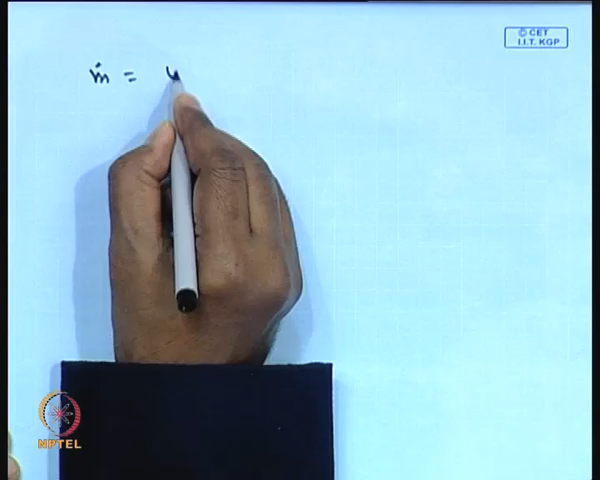 © CET
I.I.T. KGP
ṁ =
NPTEL